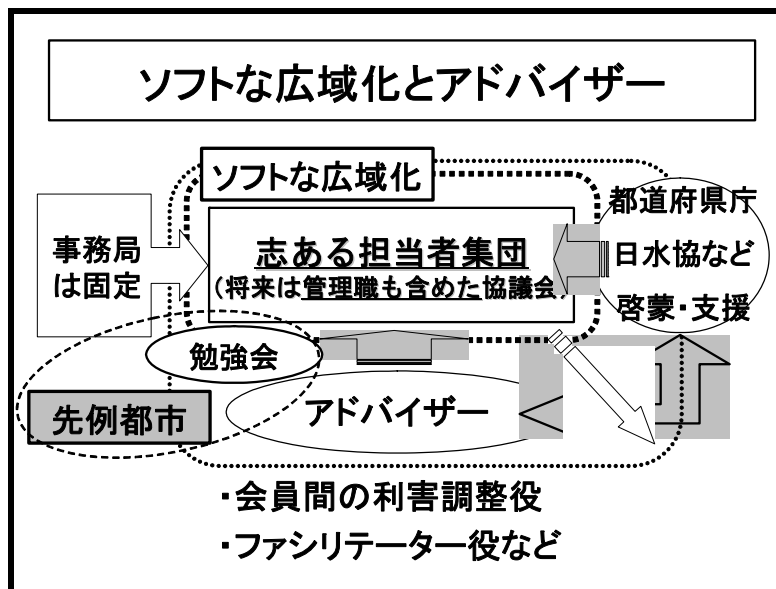 ソフトな広域化とアドバイザー
ソフトな広域化
事務局
は固定
志ある担当者集団
(将来は管理職も含めた協議会)
都道府県庁
日水協など
啓蒙・支援
勉強会
先例都市
アドバイザー
・会員間の利害調整役
・ファシリテーター役など